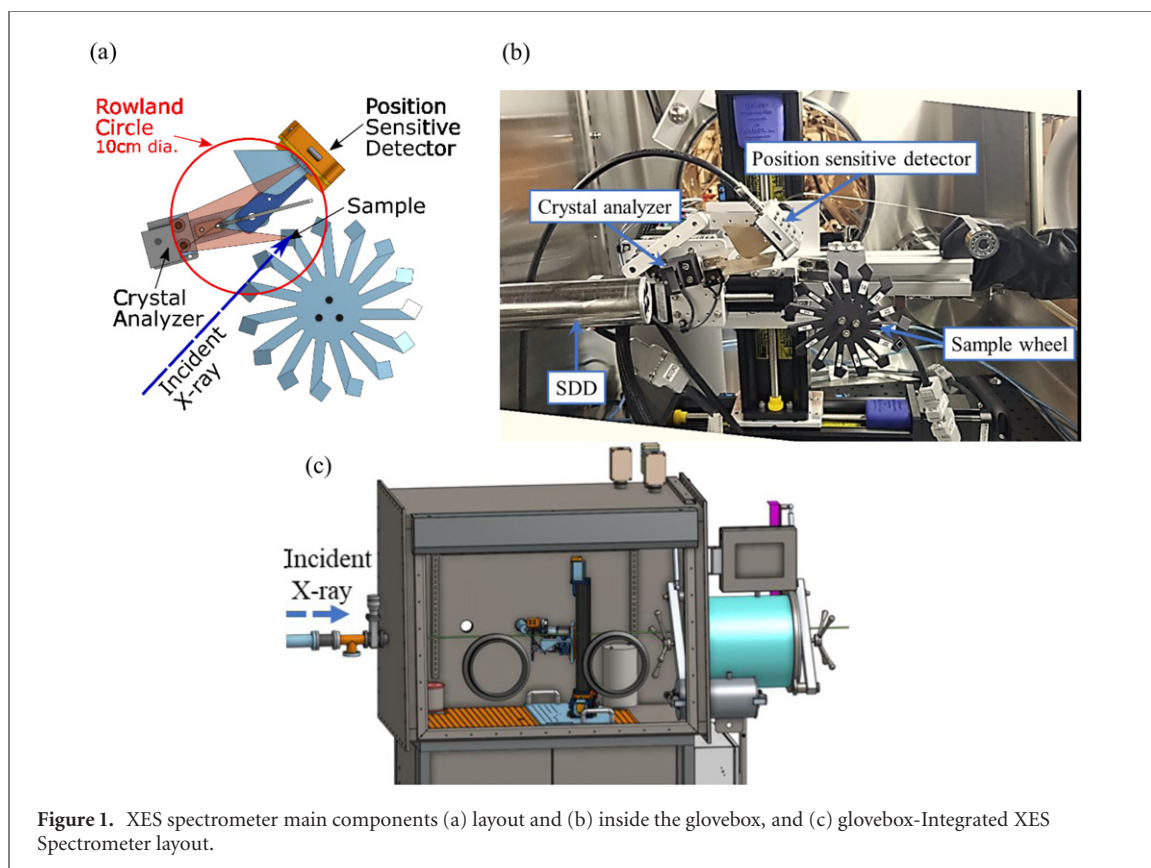 (a)
Rowland
Circle
10cm dia.
Position
Sensitive
Detector
Sample
Crystal
Analyzer
Incident
X-ray
(b)
Position sensitive detector
Crystal analyzer
SDD
Sample wheel
(c)
Incident
X-ray
Figure 1. XES spectrometer main components (a) layout and (b) inside the glovebox, and (c) glovebox-Integrated XES
Spectrometer layout.